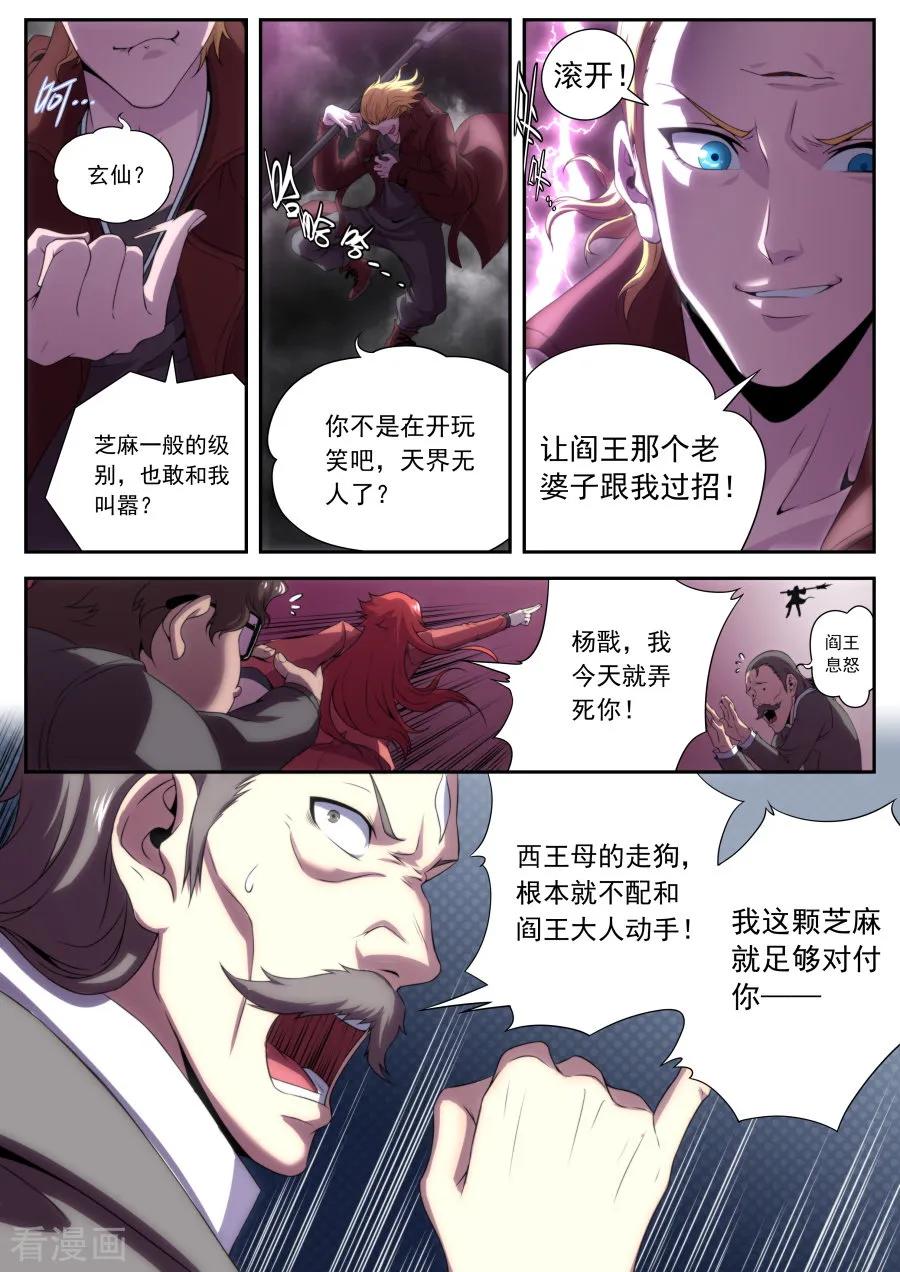 呵...
玄仙？
芝麻一般的级
别，也敢和我
叫嚣？
哈
哈哈
哈...
你不是在开玩
笑吧，天界无
人了？
滚开！
让阎王那个老
婆子跟我过招！
杨戬，我
今天就弄
死你！
阎王
息怒
西王母的走狗，
根本就不配和
阎王大人动手！
我这颗芝麻
就足够对付
你——
看漫画